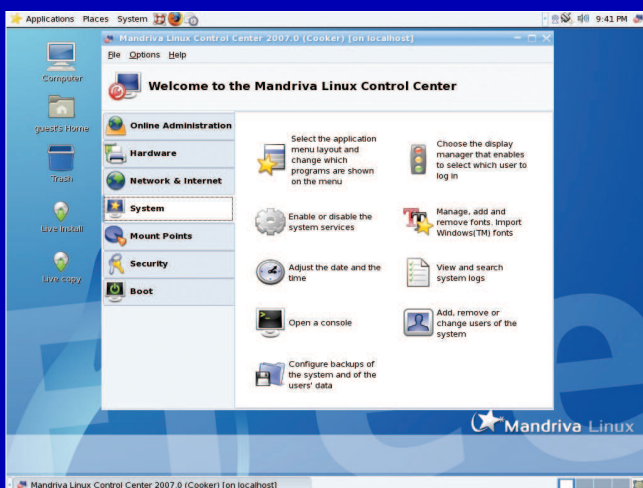 Applications Places System
9:41 PM
Mandriva Linux Control Center 2007.0 (Cooker) [on localhost]
File Options Help
Welcome to the Mandriva Linux Control Center
Computer
guest's Home
Trash
Live Install
Live copy
Online Administration
Hardware
Network & Internet
System
Mount Points
Security
Boot
Select the application
menu layout and
change which
programs are shown
on the menu
Choose the display
manager that enables
to select which user to
log in
Enable or disable the
system services
Manage, add and
remove fonts. Import
Windows(TM) fonts
Adjust the date and the
time
View and search
system logs
Open a console
Add, remove or
change users of the
system
Configure backups of
the system and of the
users' data
Free
Mandriva Linux
Mandriva Linux Control Center 2007.0 (Cooker) [on localhost]